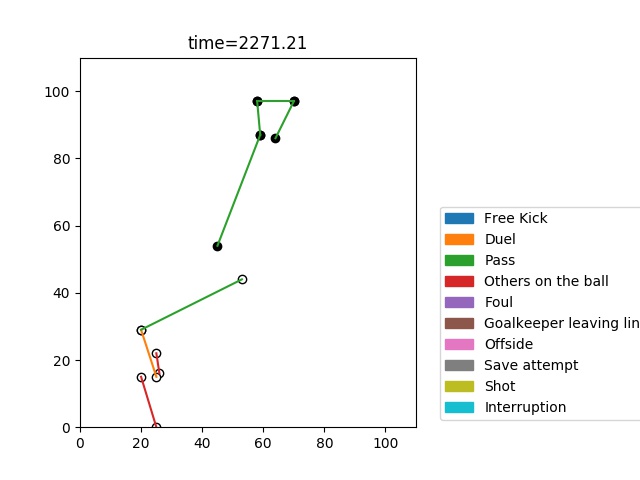 time=2271.21
100
80
60
40
20
0
0 20 40 60 80 100
Free Kick
Duel
Pass
Others on the ball
Foul
Goalkeeper leaving lin
Offside
Save attempt
Shot
Interruption